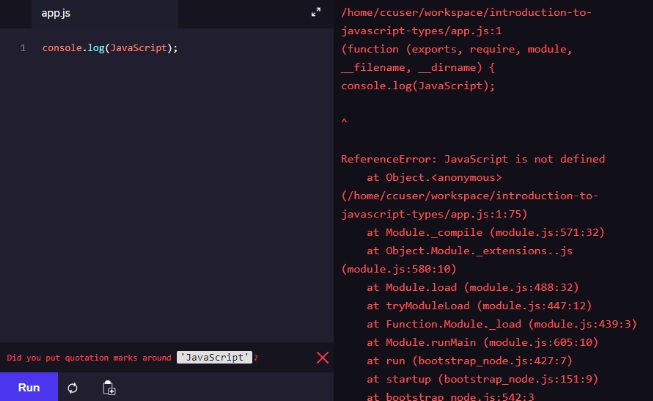 app.js
1 console.log(JavaScript);
Did you put quotation marks around 'JavaScript'?
Run
/home/ccuser/workspace/introduction-to-
javascript-types/app.js:1
(function (exports, require, module,
__filename, __dirname) {
console.log(JavaScript);
^
ReferenceError: JavaScript is not defined
at Object.<anonymous>
(/home/ccuser/workspace/introduction-to-
javascript-types/app.js:1:75)
at Module._compile (module.js:571:32)
at Object.Module._extensions..js
(module.js:580:10)
at Module.load (module.js:488:32)
at tryModuleLoad (module.js:447:12)
at Function.Module._load (module.js:439:3)
at Module.runMain (module.js:605:10)
at run (bootstrap_node.js:427:7)
at startup (bootstrap_node.js:151:9)
at bootstrap_node.js:542:3